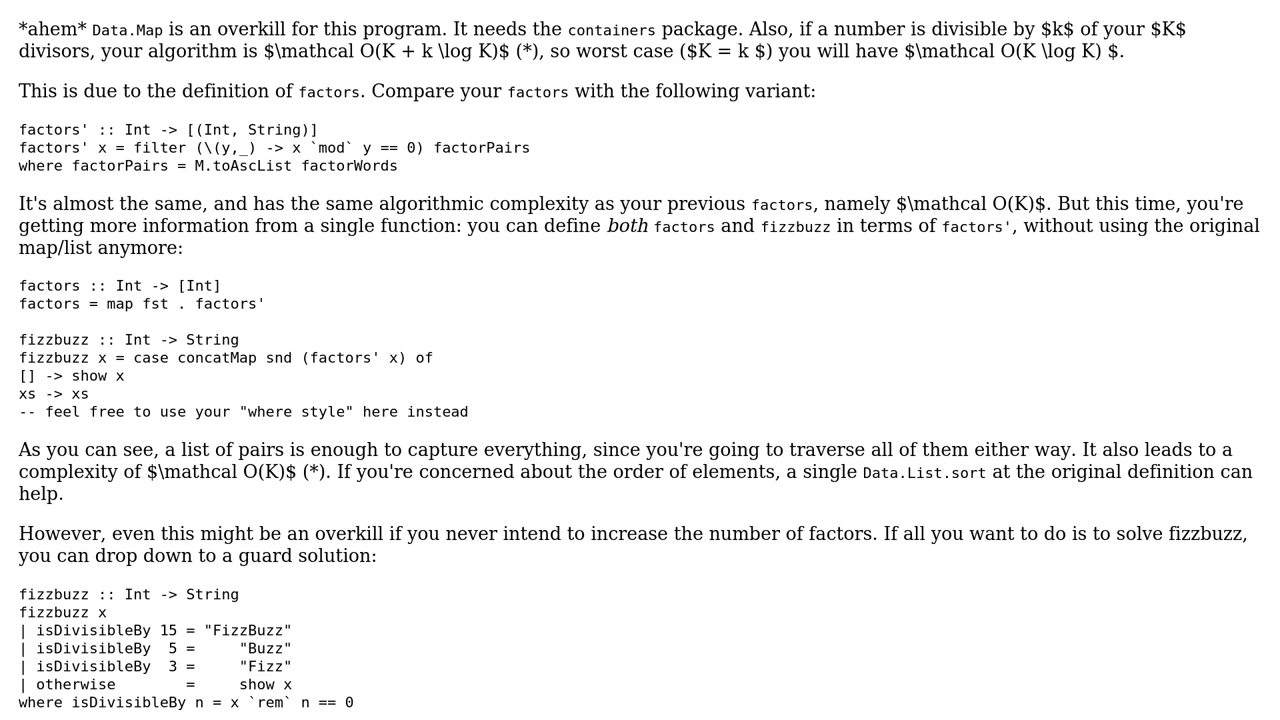 *ahem* Data.Map is an overkill for this program. It needs the containers package. Also, if a number is divisible by $k$ of your $K$
divisors, your algorithm is $\mathcal O(K + k \log K)$ (*), so worst case ($K = k $) you will have $\mathcal O(K \log K) $.
This is due to the definition of factors. Compare your factors with the following variant:
factors' :: Int -> [(Int, String)]
factors' x = filter (\(y,_) -> x `mod` y == 0) factorPairs
where factorPairs = M.toAscList factorWords
It's almost the same, and has the same algorithmic complexity as your previous factors, namely $\mathcal O(K)$. But this time, you're
getting more information from a single function: you can define both factors and fizzbuzz in terms of factors', without using the original
map/list anymore:
factors :: Int -> [Int]
factors = map fst . factors'
fizzbuzz :: Int -> String
fizzbuzz x = case concatMap snd (factors' x) of
[] -> show x
xs -> xs
-- feel free to use your "where style" here instead
As you can see, a list of pairs is enough to capture everything, since you're going to traverse all of them either way. It also leads to a
complexity of $\mathcal O(K)$ (*). If you're concerned about the order of elements, a single Data.List.sort at the original definition can
help.
However, even this might be an overkill if you never intend to increase the number of factors. If all you want to do is to solve fizzbuzz,
you can drop down to a guard solution:
fizzbuzz :: Int -> String
fizzbuzz x
| isDivisibleBy 15 = "FizzBuzz"
| isDivisibleBy  5 =     "Buzz"
| isDivisibleBy  3 =     "Fizz"
| otherwise        =     show x
where isDivisibleBy n = x `rem` n == 0